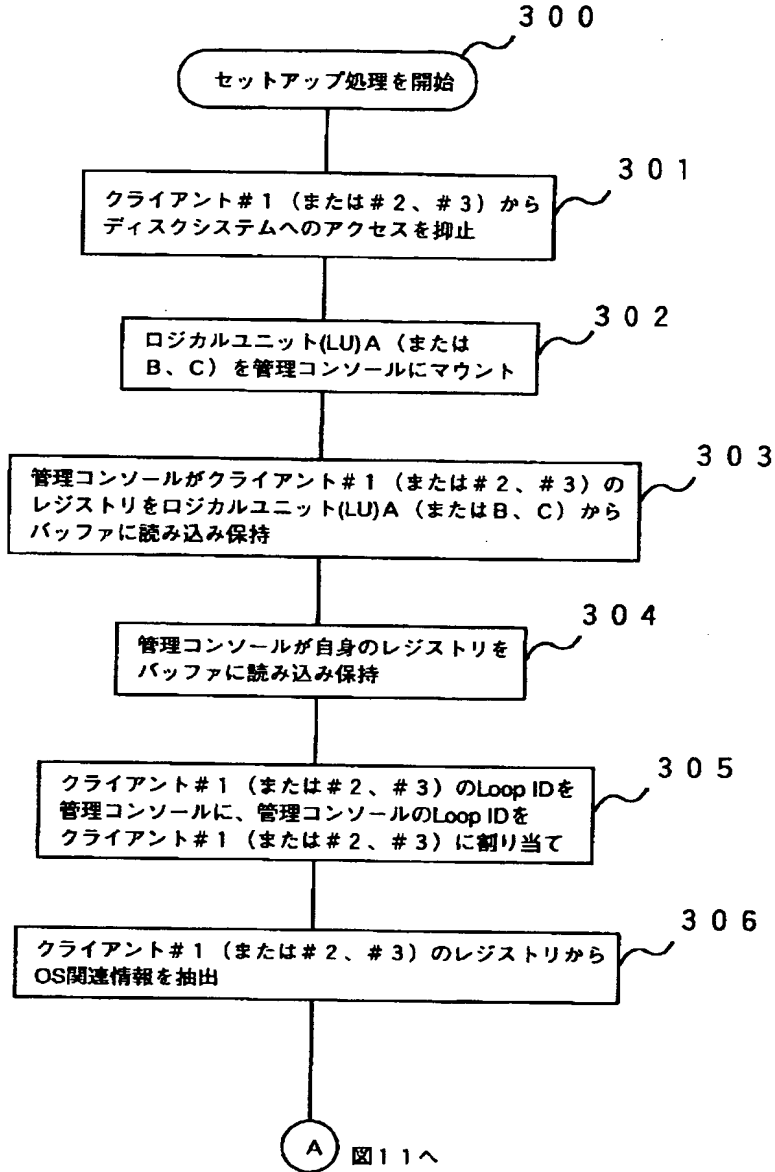 300
セットアップ処理を開始
301
クライアント＃1（または＃2、＃3）から
ディスクシステムへのアクセスを抑止
302
ロジカルユニット(LU)A（または
B、C）を管理コンソールにマウント
303
管理コンソールがクライアント＃1（または＃2、＃3）の
レジストリをロジカルユニット(LU)A（またはB、C）から
バッファに読み込み保持
304
管理コンソールが自身のレジストリを
バッファに読み込み保持
305
クライアント＃1（または＃2、＃3）のLoop IDを
管理コンソールに、管理コンソールのLoop IDを
クライアント＃1（または＃2、＃3）に割り当て
306
クライアント＃1（または＃2、＃3）のレジストリから
OS関連情報を抽出
A 図11へ